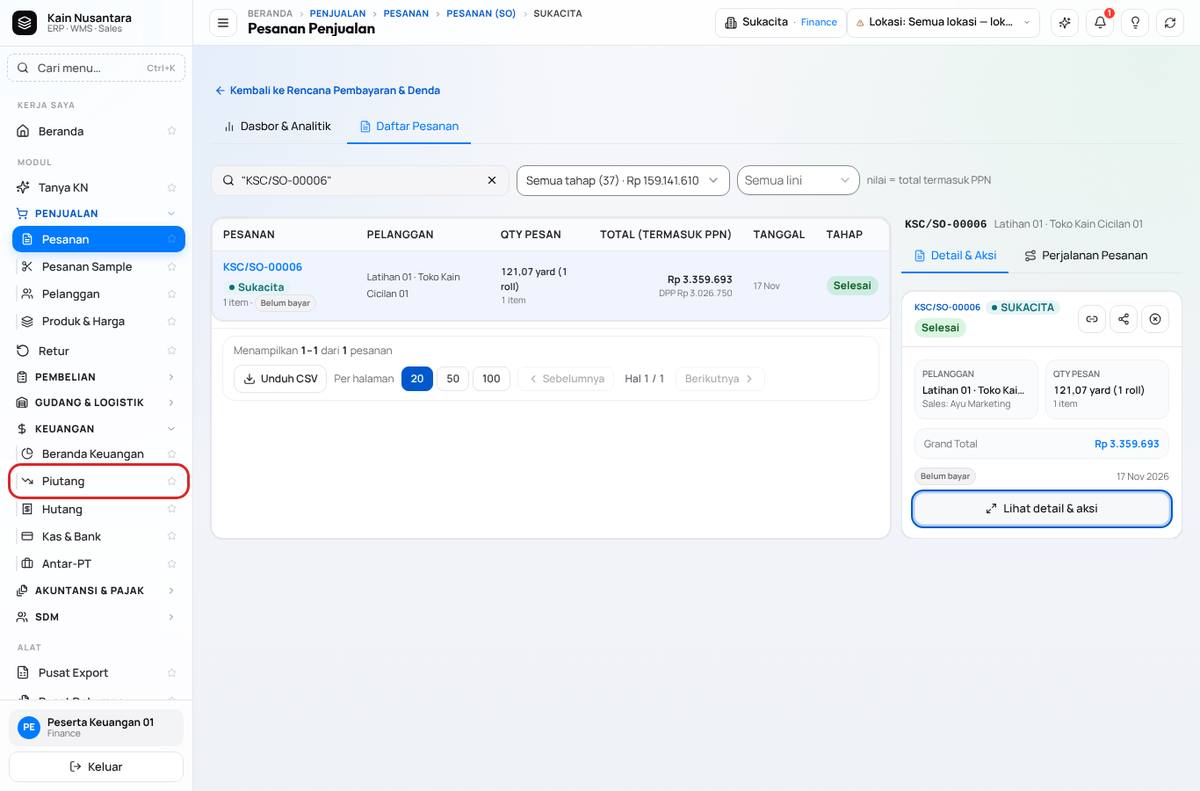 Kain Nusantara
ERP · WMS · Sales
Cari menu...
Ctrl+K
KERJA SAYA
Beranda
MODUL
Tanya KN
PENJUALAN
Pesanan
Pesanan Sample
Pelanggan
Produk & Harga
Retur
PEMBELIAN
GUDANG & LOGISTIK
KEUANGAN
Beranda Keuangan
Piutang
Hutang
Kas & Bank
Antar-PT
AKUNTANSI & PAJAK
SDM
ALAT
Pusat Export
PE
Peserta Keuangan 01
Finance
Keluar
BERANDA > PENJUALAN > PESANAN > PESANAN (SO) > SUKACITA
Pesanan Penjualan
Sukacita · Finance
Lokasi: Semua lokasi — lok...
1
Kembali ke Rencana Pembayaran & Denda
Dasbor & Analitik
Daftar Pesanan
"KSC/SO-00006"
Semua tahap (37) · Rp 159.141.610
Semua lini
nilai = total termasuk PPN
PESANAN PELANGGAN QTY PESAN TOTAL (TERMASUK PPN) TANGGAL TAHAP
KSC/SO-00006
Sukacita
1 item · Belum bayar
Latihan 01 · Toko Kain
Cicilan 01
121,07 yard (1
roll)
1 item
Rp 3.359.693
DPP Rp 3.026.750
17 Nov
Selesai
Menampilkan 1–1 dari 1 pesanan
Unduh CSV
Per halaman
20
50
100
Sebelumnya
Hal 1 / 1
Berikutnya
KSC/SO-00006 Latihan 01 · Toko Kain Cicilan 01
Detail & Aksi
Perjalanan Pesanan
KSC/SO-00006
SUKACITA
Selesai
PELANGGAN
Latihan 01 · Toko Kai...
Sales: Ayu Marketing
QTY PESAN
121,07 yard (1 roll)
1 item
Grand Total
Rp 3.359.693
Belum bayar
17 Nov 2026
Lihat detail & aksi